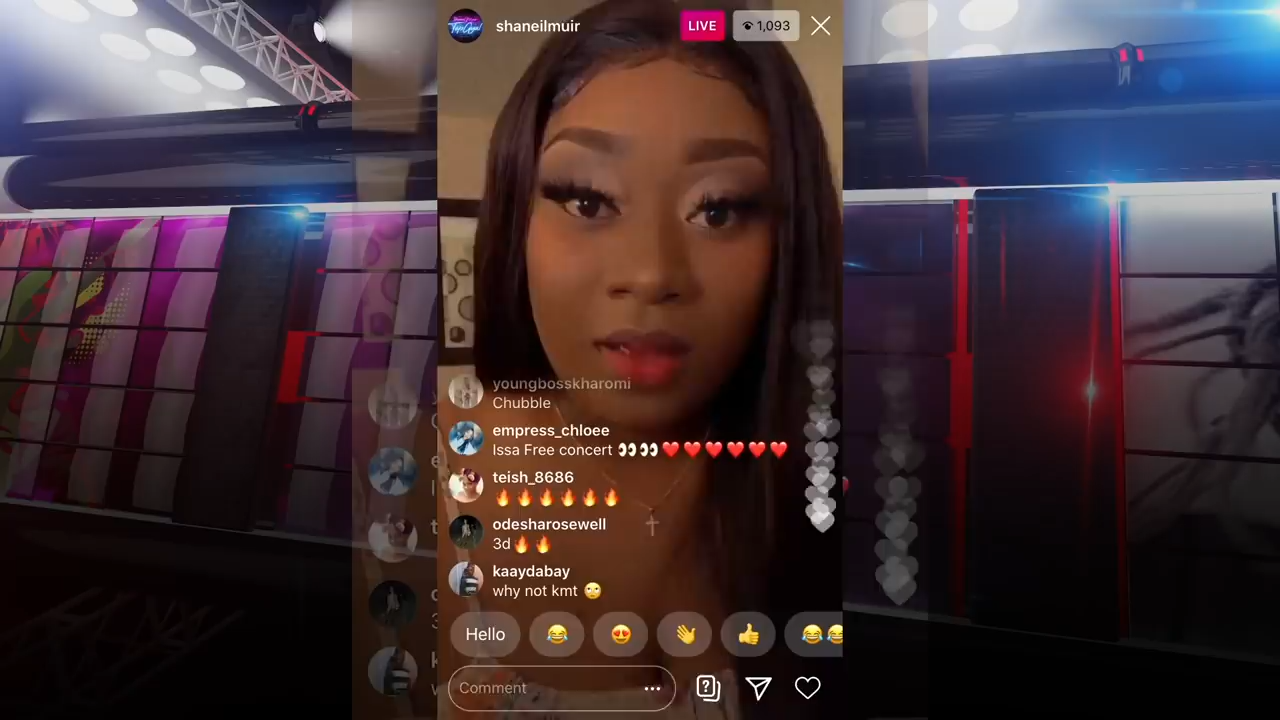 shaneilmuir
LIVE
1,093
youngbosskharomi
Chubble
empress_chloee
Issa Free concert 👀👀❤️❤️❤️❤️❤️❤️
teish_8686
🔥🔥🔥🔥🔥🔥
odesharosewell
3d🔥🔥
kaaydabay
why not kmt 🙄
Hello 😂 😍 👋 👍 😂😂
Comment